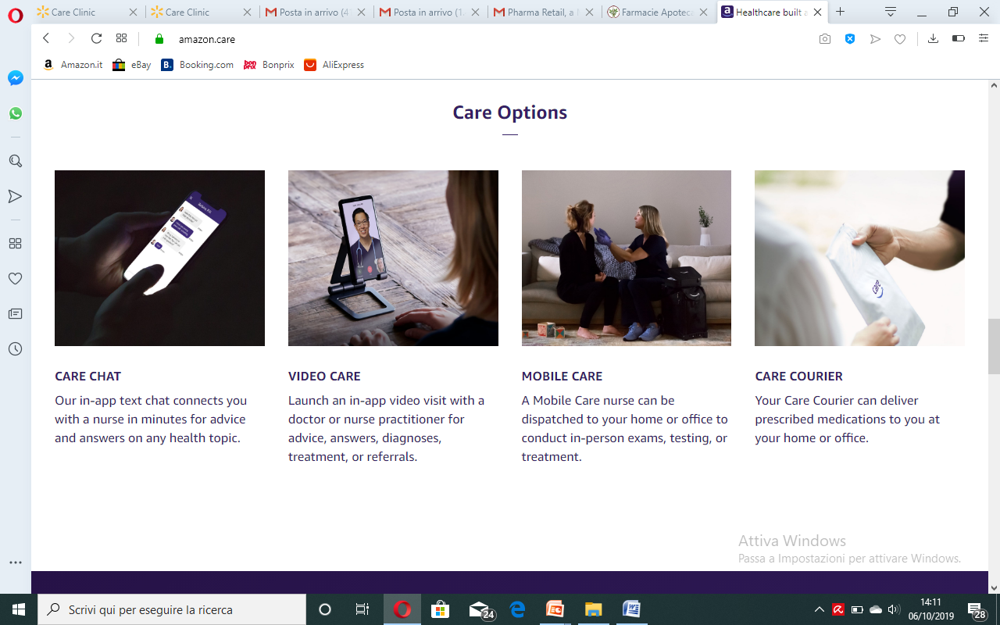 Care Clinic
Care Clinic
Posta in arrivo (4
Posta in arrivo (1
Pharma Retail, a
Farmacie Apoteca
Healthcare built a
amazon.care
Amazon.it
eBay
Booking.com
Bonprix
AliExpress
Care Options
CARE CHAT
Our in-app text chat connects you
with a nurse in minutes for advice
and answers on any health topic.
VIDEO CARE
Launch an in-app video visit with a
doctor or nurse practitioner for
advice, answers, diagnoses,
treatment, or referrals.
MOBILE CARE
A Mobile Care nurse can be
dispatched to your home or office to
conduct in-person exams, testing, or
treatment.
CARE COURIER
Your Care Courier can deliver
prescribed medications to you at
your home or office.
Attiva Windows
Passa a Impostazioni per attivare Windows.
Scrivi qui per eseguire la ricerca
24
14:11
06/10/2019
28